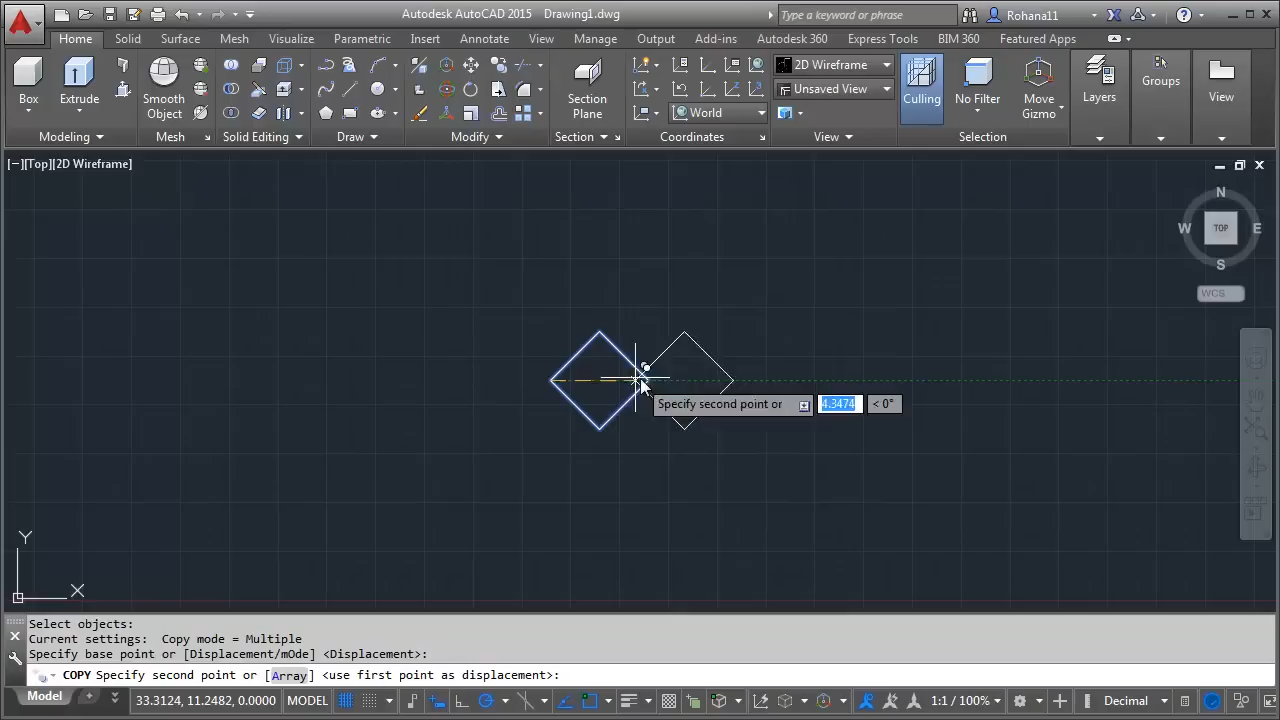 Autodesk AutoCAD 2015 Drawing1.dwg
Type a keyword or phrase
Rohana11
Home Solid Surface Mesh Visualize Parametric Insert Annotate View Manage Output Add-ins Autodesk 360 Express Tools BIM 360 Featured Apps
2D Wireframe
Unsaved View
World
Box
Extrude
Smooth
Object
Section
Plane
Culling
No Filter
Move
Gizmo
Layers
Groups
View
Modeling
Mesh
Solid Editing
Draw
Modify
Section
Coordinates
View
Selection
[−][Top][2D Wireframe]
N
W
TOP
E
S
WCS
Specify second point or
4.3474
< 0°
Y
X
Select objects:
Current settings:  Copy mode = Multiple
Specify base point or [Displacement/mOde] <Displacement>:
COPY Specify second point or [Array] <use first point as displacement>:
Model
33.3124, 11.2482, 0.0000 MODEL
1:1 / 100%
Decimal